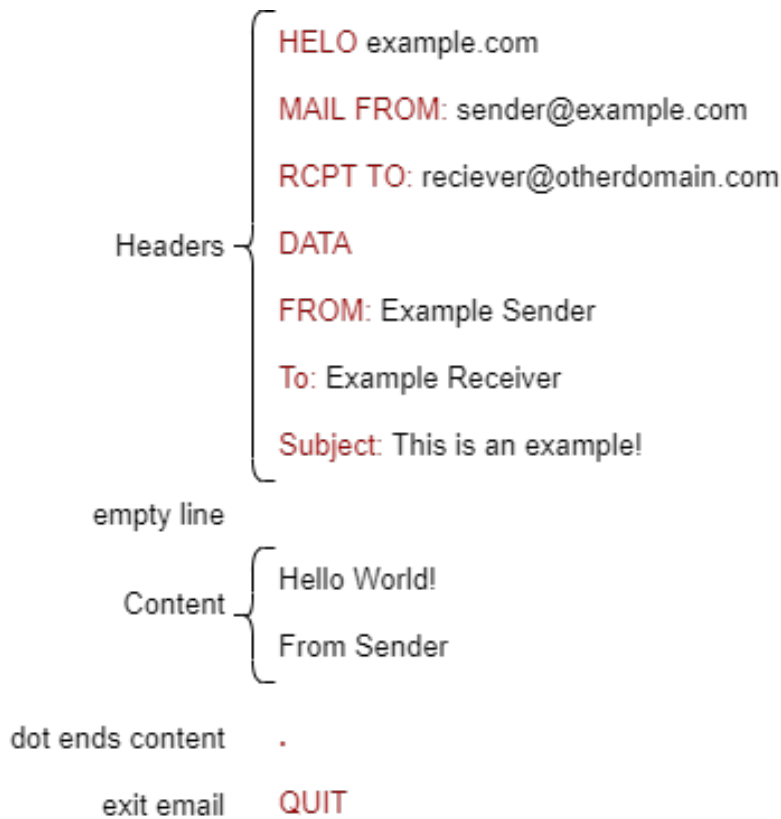 HELO example.com
MAIL FROM: sender@example.com
RCPT TO: reciever@otherdomain.com
Headers
DATA
FROM: Example Sender
To: Example Receiver
Subject: This is an example!
empty line
Hello World!
Content
From Sender
dot ends content .
exit email QUIT